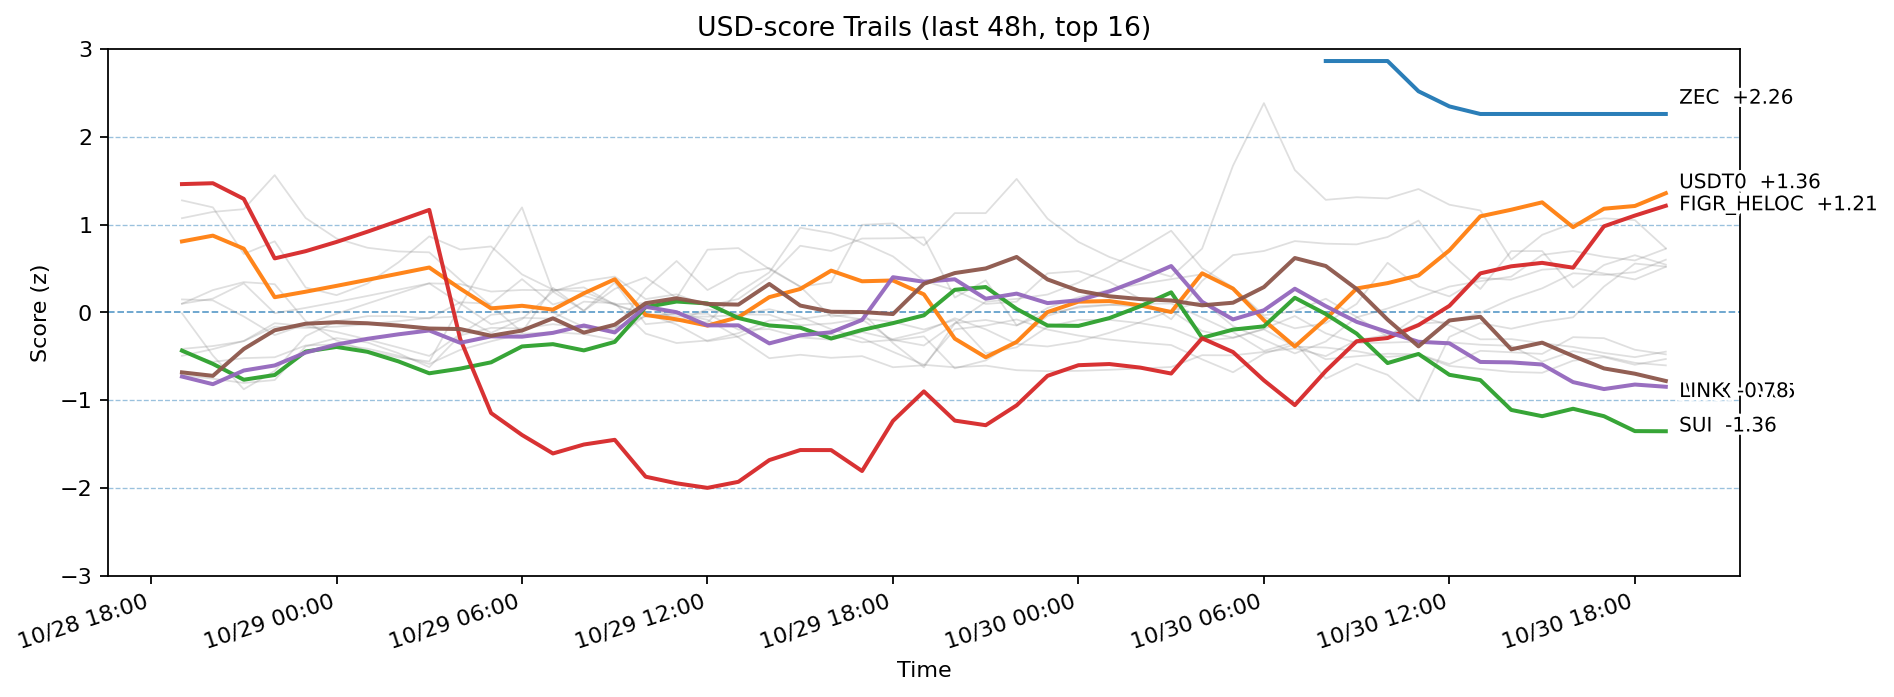 USD-score Trails (last 48h, top 16)
3
2
1
0
−1
−2
−3
Score (z)
ZEC +2.26
USDT0 +1.36
FIGR_HELOC +1.21
LINK
SUI -1.36
10/28 18:00
10/29 00:00
10/29 06:00
10/29 12:00
10/29 18:00
10/30 00:00
10/30 06:00
10/30 12:00
10/30 18:00
Time